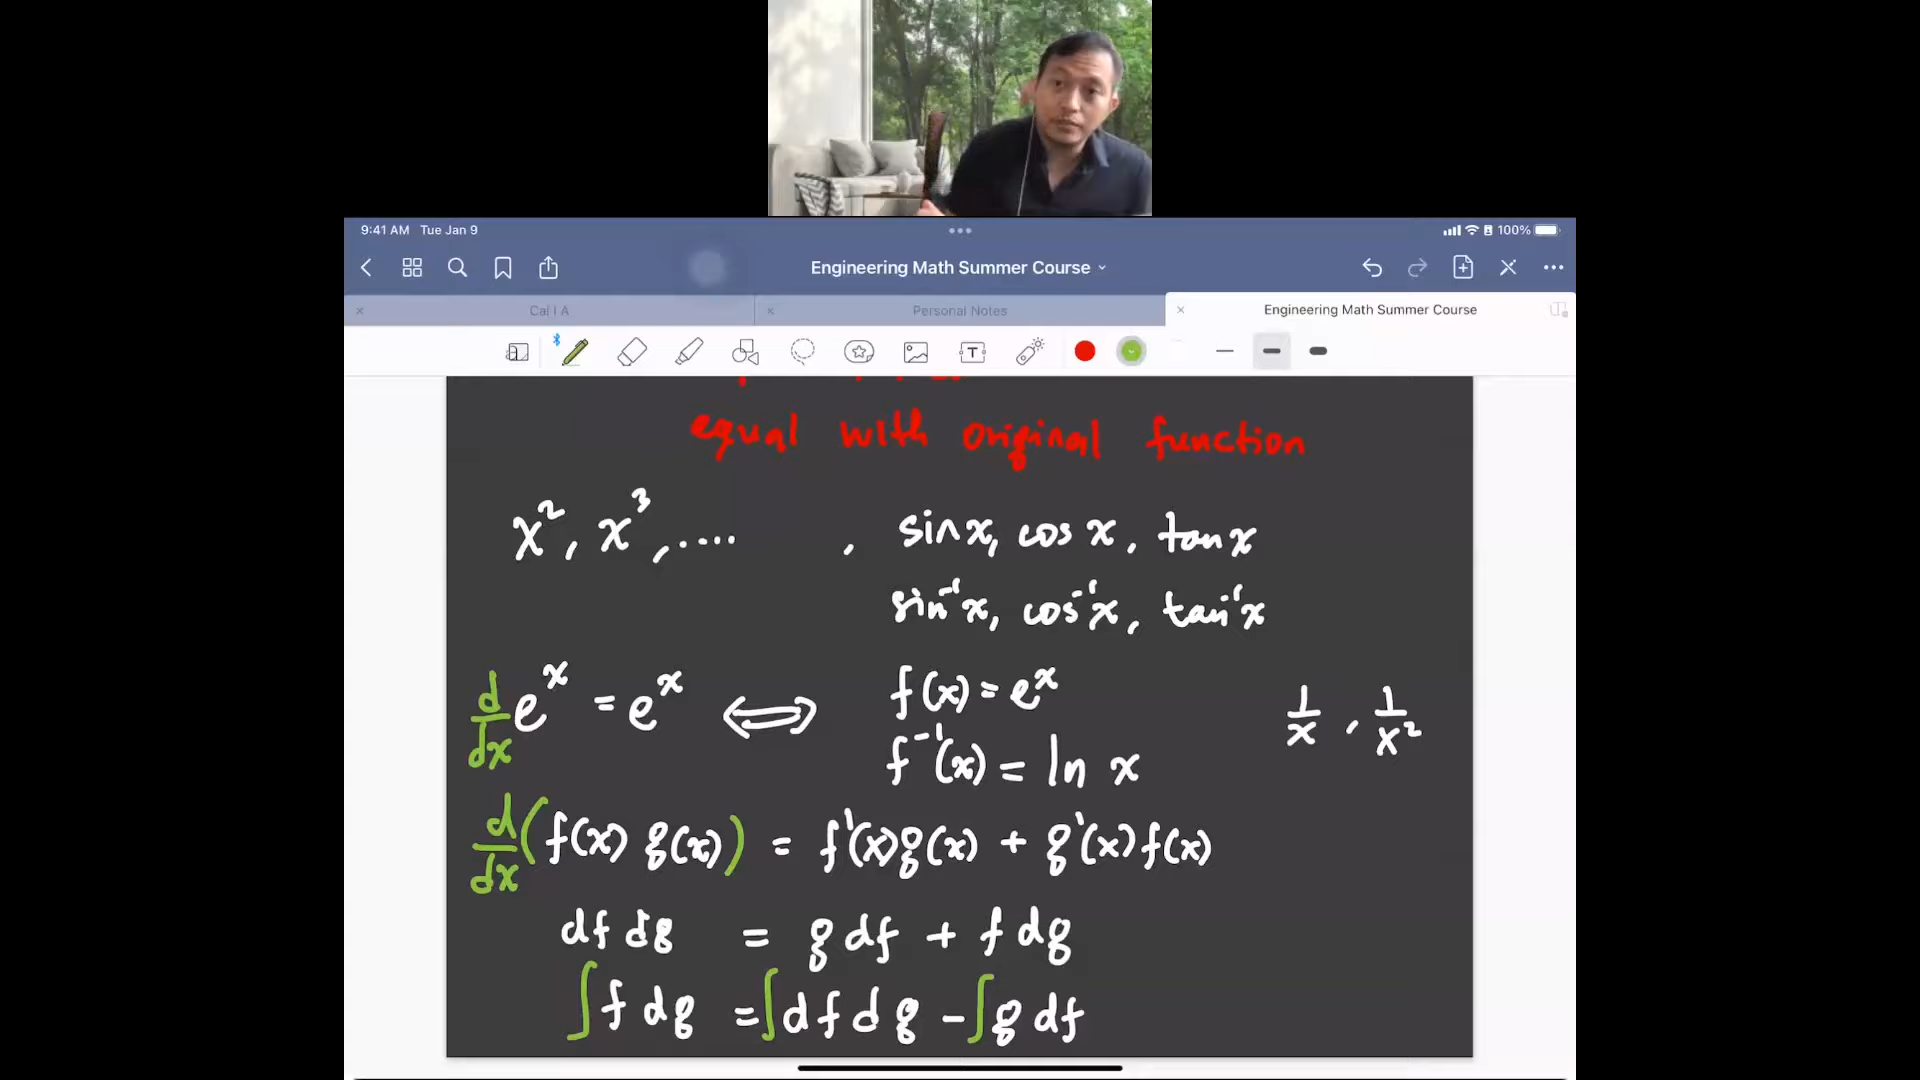 9:41 AM Tue Jan 9
100%
Engineering Math Summer Course
Cal I A
Personal Notes
Engineering Math Summer Course
T
equal with original function
x², x³, .... , sin x, cos x, tan x
sin⁻¹x, cos⁻¹x, tan⁻¹x
d/dx eˣ = eˣ ⟺ f(x) = eˣ
1/x , 1/x²
f⁻¹(x) = ln x
d/dx (f(x) g(x)) = f'(x)g(x) + g'(x)f(x)
df dg = g df + f dg
∫f dg = ∫df dg - ∫g df